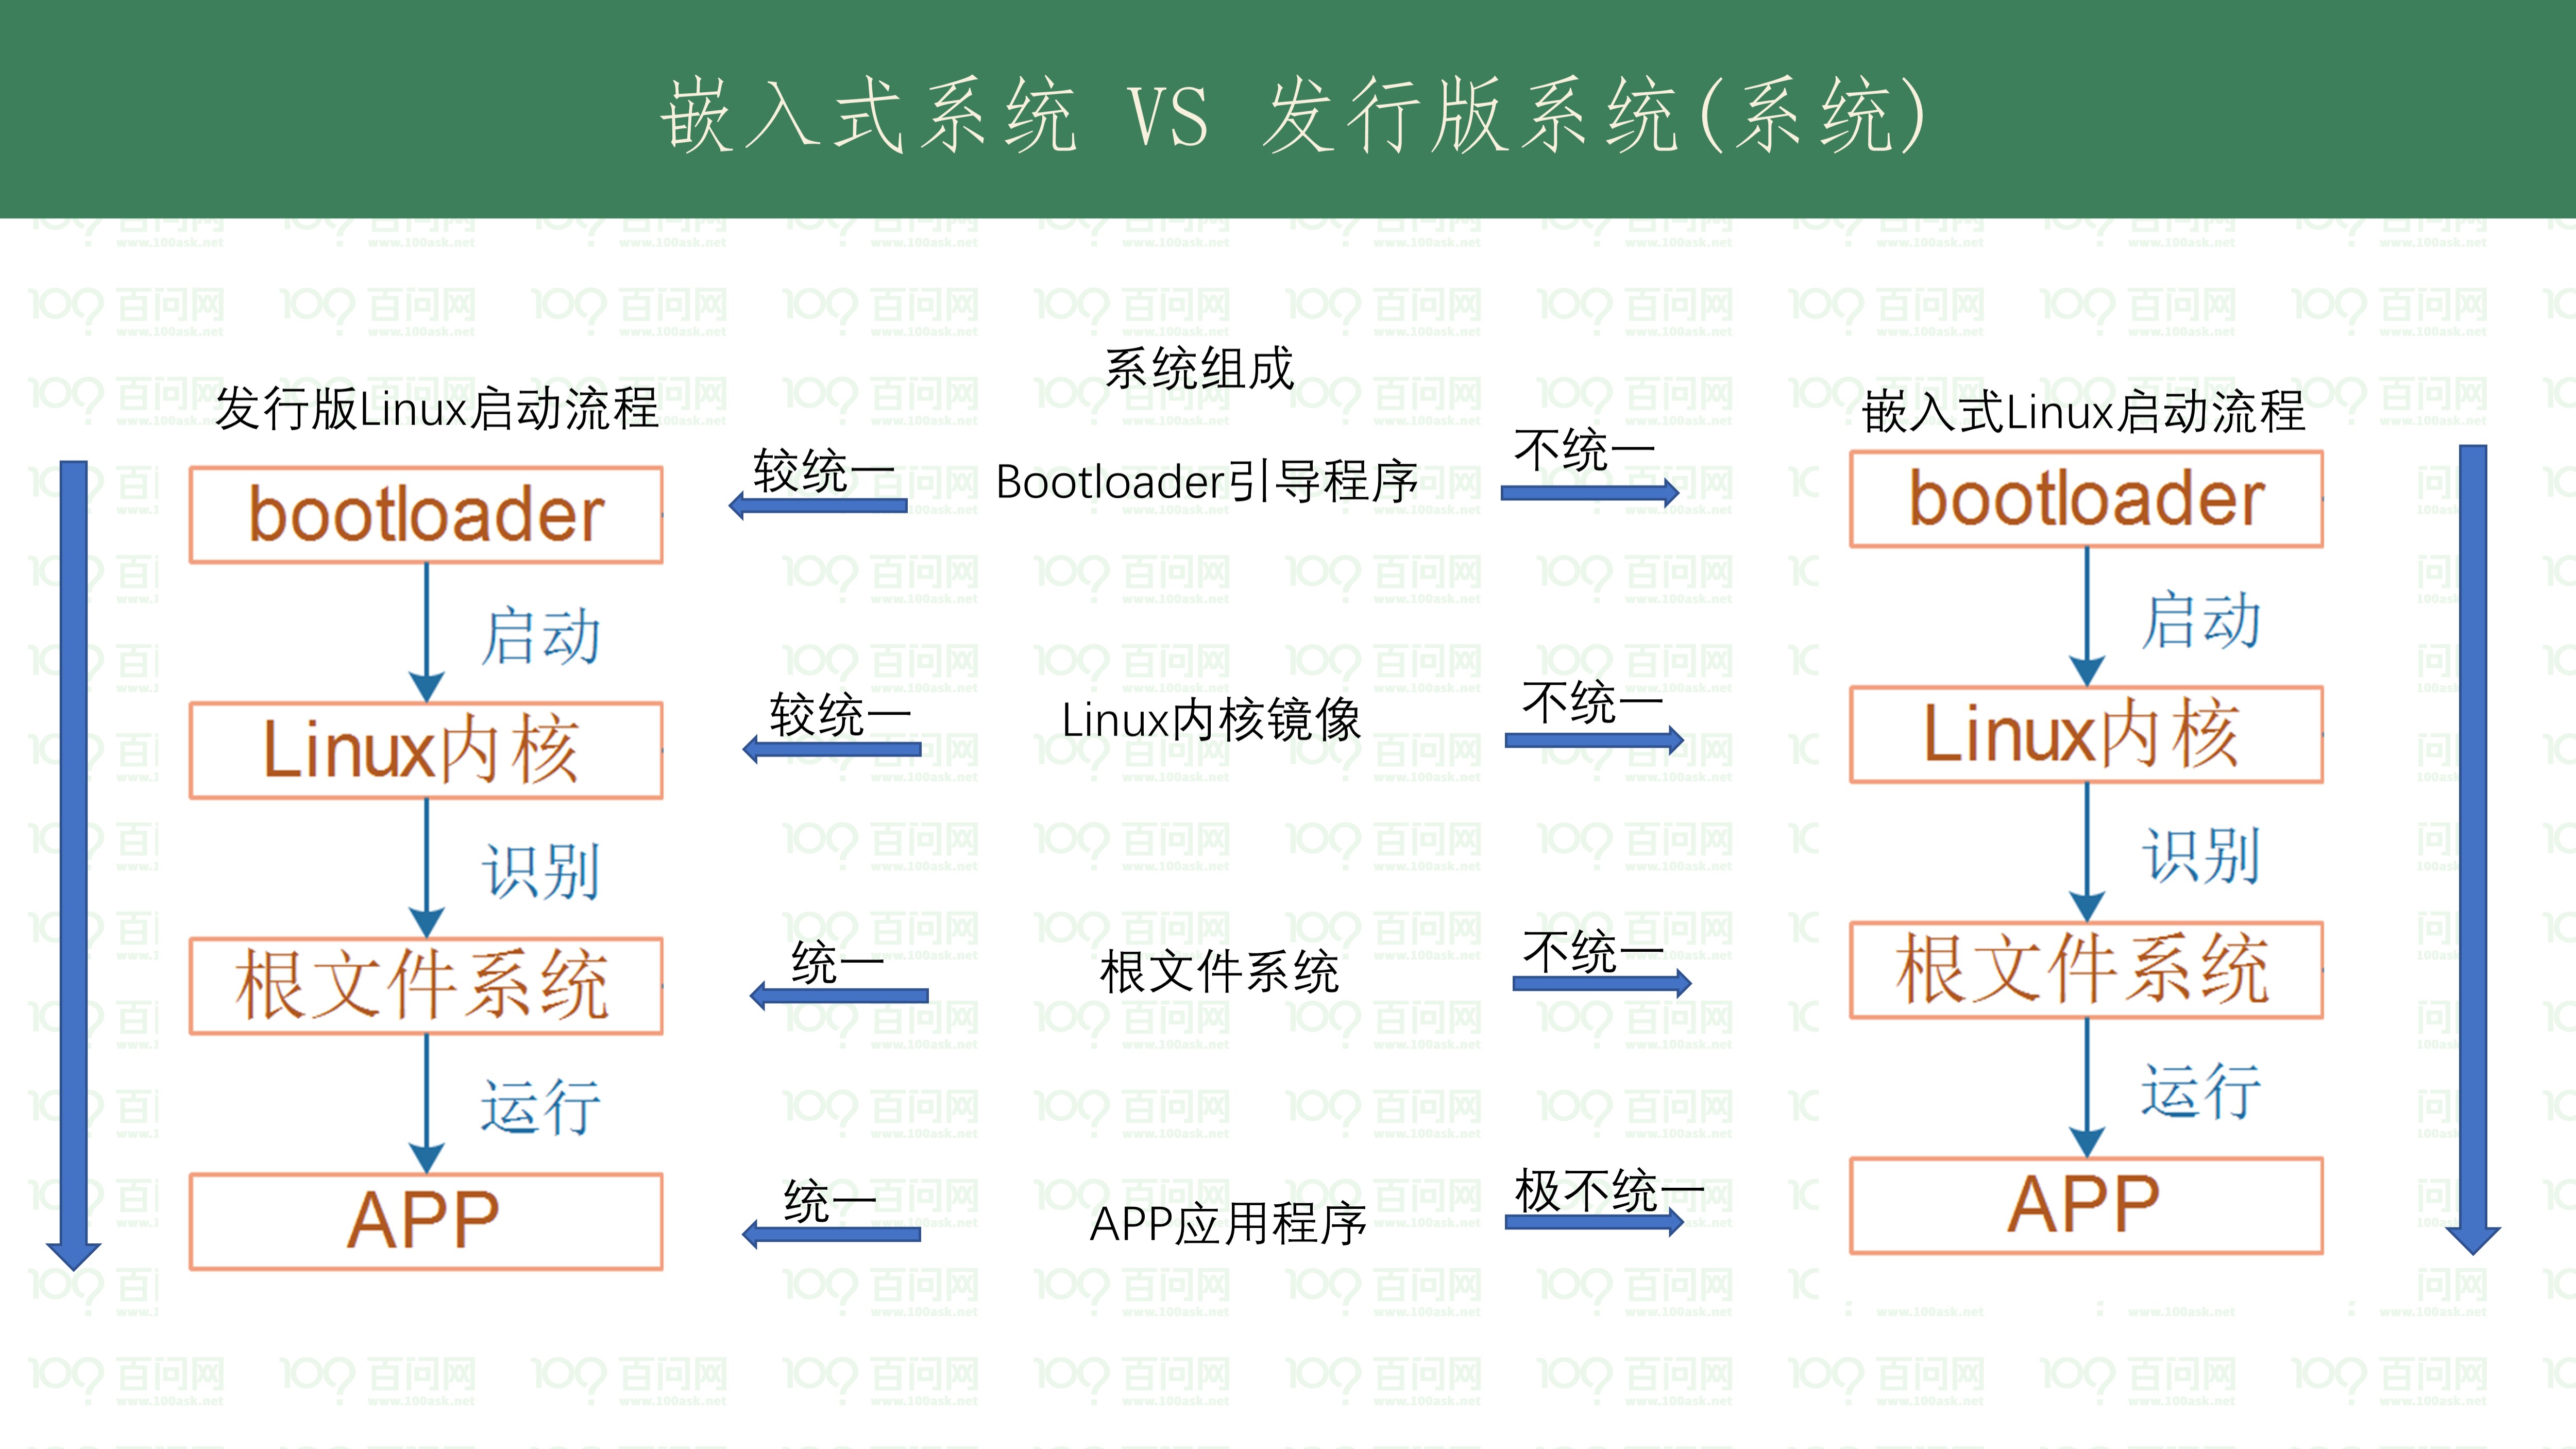 嵌入式系统 VS 发行版系统(系统)
发行版Linux启动流程
bootloader
启动
Linux内核
识别
根文件系统
运行
APP
系统组成
较统一
Bootloader引导程序
不统一
较统一
Linux内核镜像
不统一
统一
根文件系统
不统一
统一
APP应用程序
极不统一
嵌入式Linux启动流程
bootloader
启动
Linux内核
识别
根文件系统
运行
APP
百问网
www.100ask.net